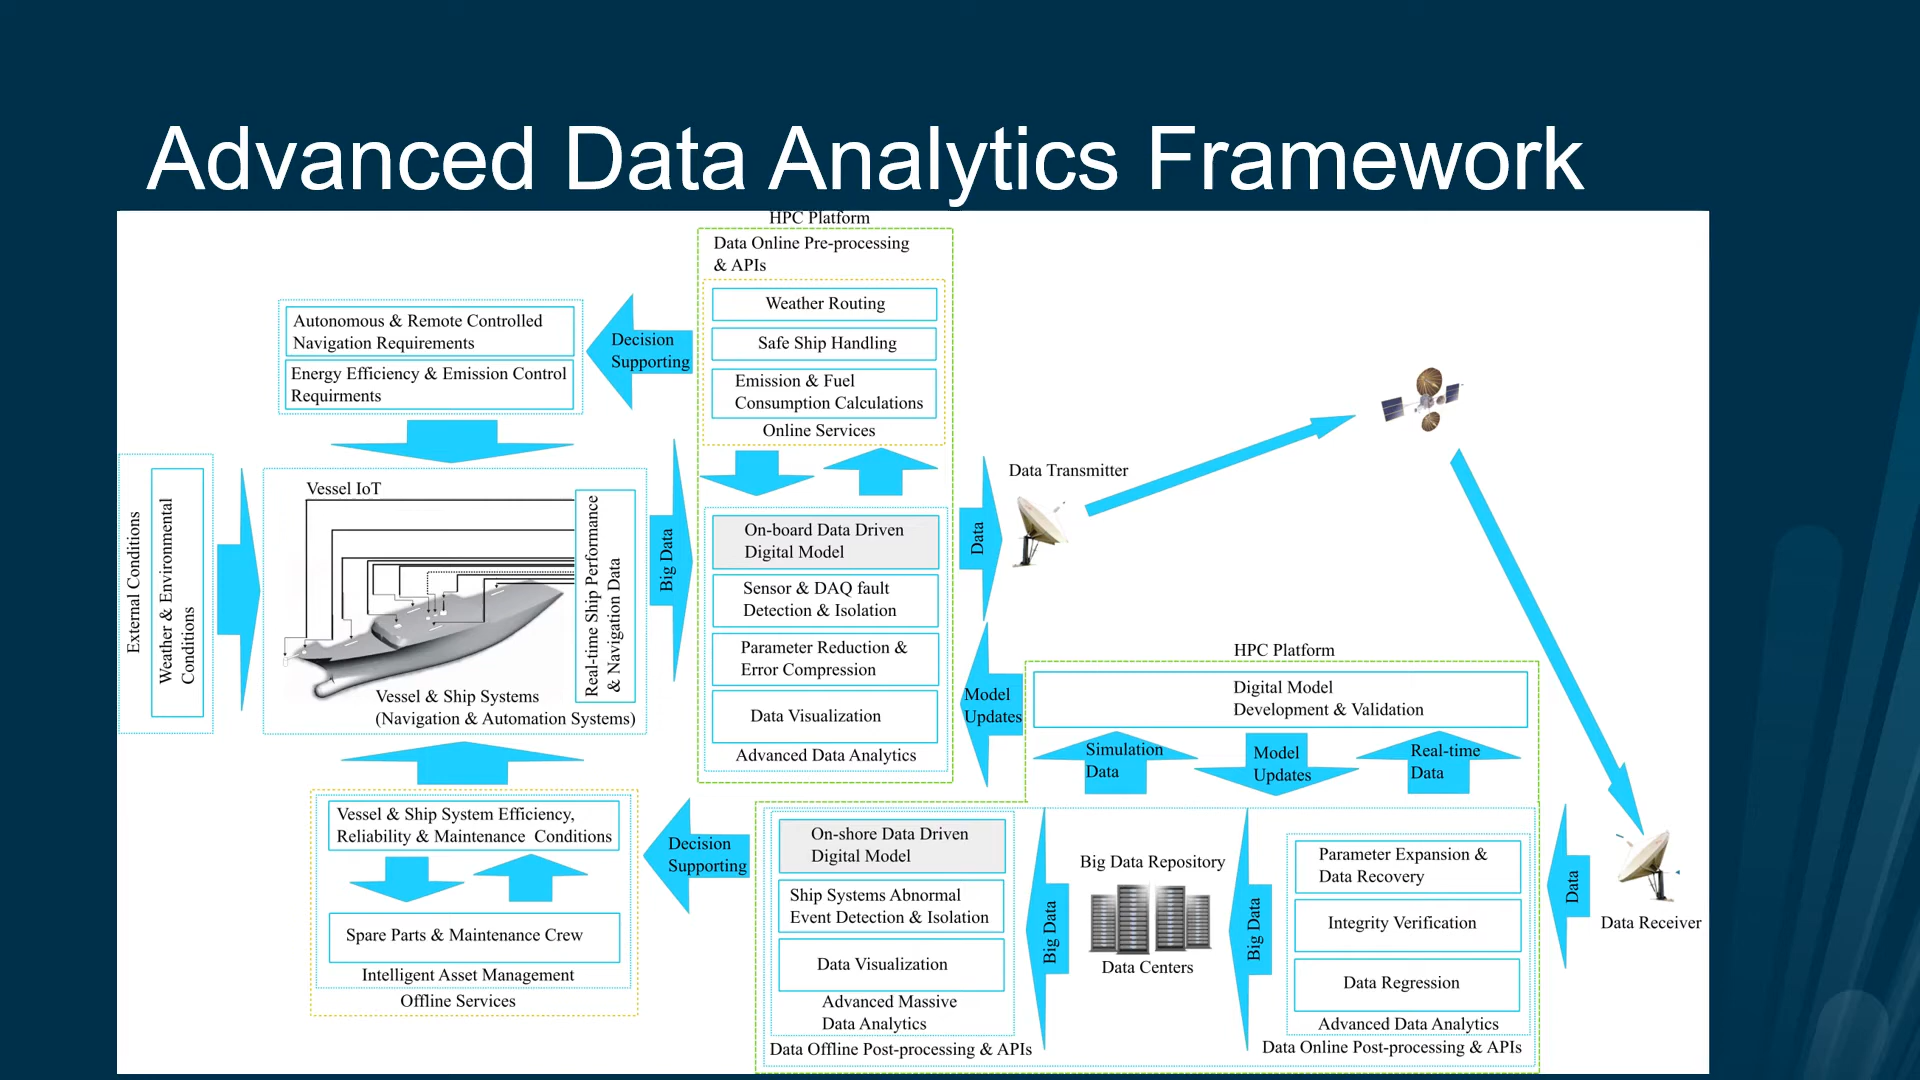 Advanced Data Analytics Framework
HPC Platform
Data Online Pre-processing
& APIs
Weather Routing
Safe Ship Handling
Emission & Fuel
Consumption Calculations
Online Services
Decision
Supporting
Autonomous & Remote Controlled
Navigation Requirements
Energy Efficiency & Emission Control
Requirments
External Conditions
Weather & Environmental
Conditions
Vessel IoT
Real-time Ship Performance
& Navigation Data
Vessel & Ship Systems
(Navigation & Automation Systems)
Big Data
On-board Data Driven
Digital Model
Sensor & DAQ fault
Detection & Isolation
Parameter Reduction &
Error Compression
Data Visualization
Advanced Data Analytics
Data
Data Transmitter
Model
Updates
HPC Platform
Digital Model
Development & Validation
Simulation
Data
Model
Updates
Real-time
Data
Vessel & Ship System Efficiency,
Reliability & Maintenance Conditions
Spare Parts & Maintenance Crew
Intelligent Asset Management
Offline Services
Decision
Supporting
On-shore Data Driven
Digital Model
Ship Systems Abnormal
Event Detection & Isolation
Data Visualization
Advanced Massive
Data Analytics
Data Offline Post-processing & APIs
Big Data
Big Data Repository
Data Centers
Big Data
Parameter Expansion &
Data Recovery
Integrity Verification
Data Regression
Advanced Data Analytics
Data Online Post-processing & APIs
Data
Data Receiver